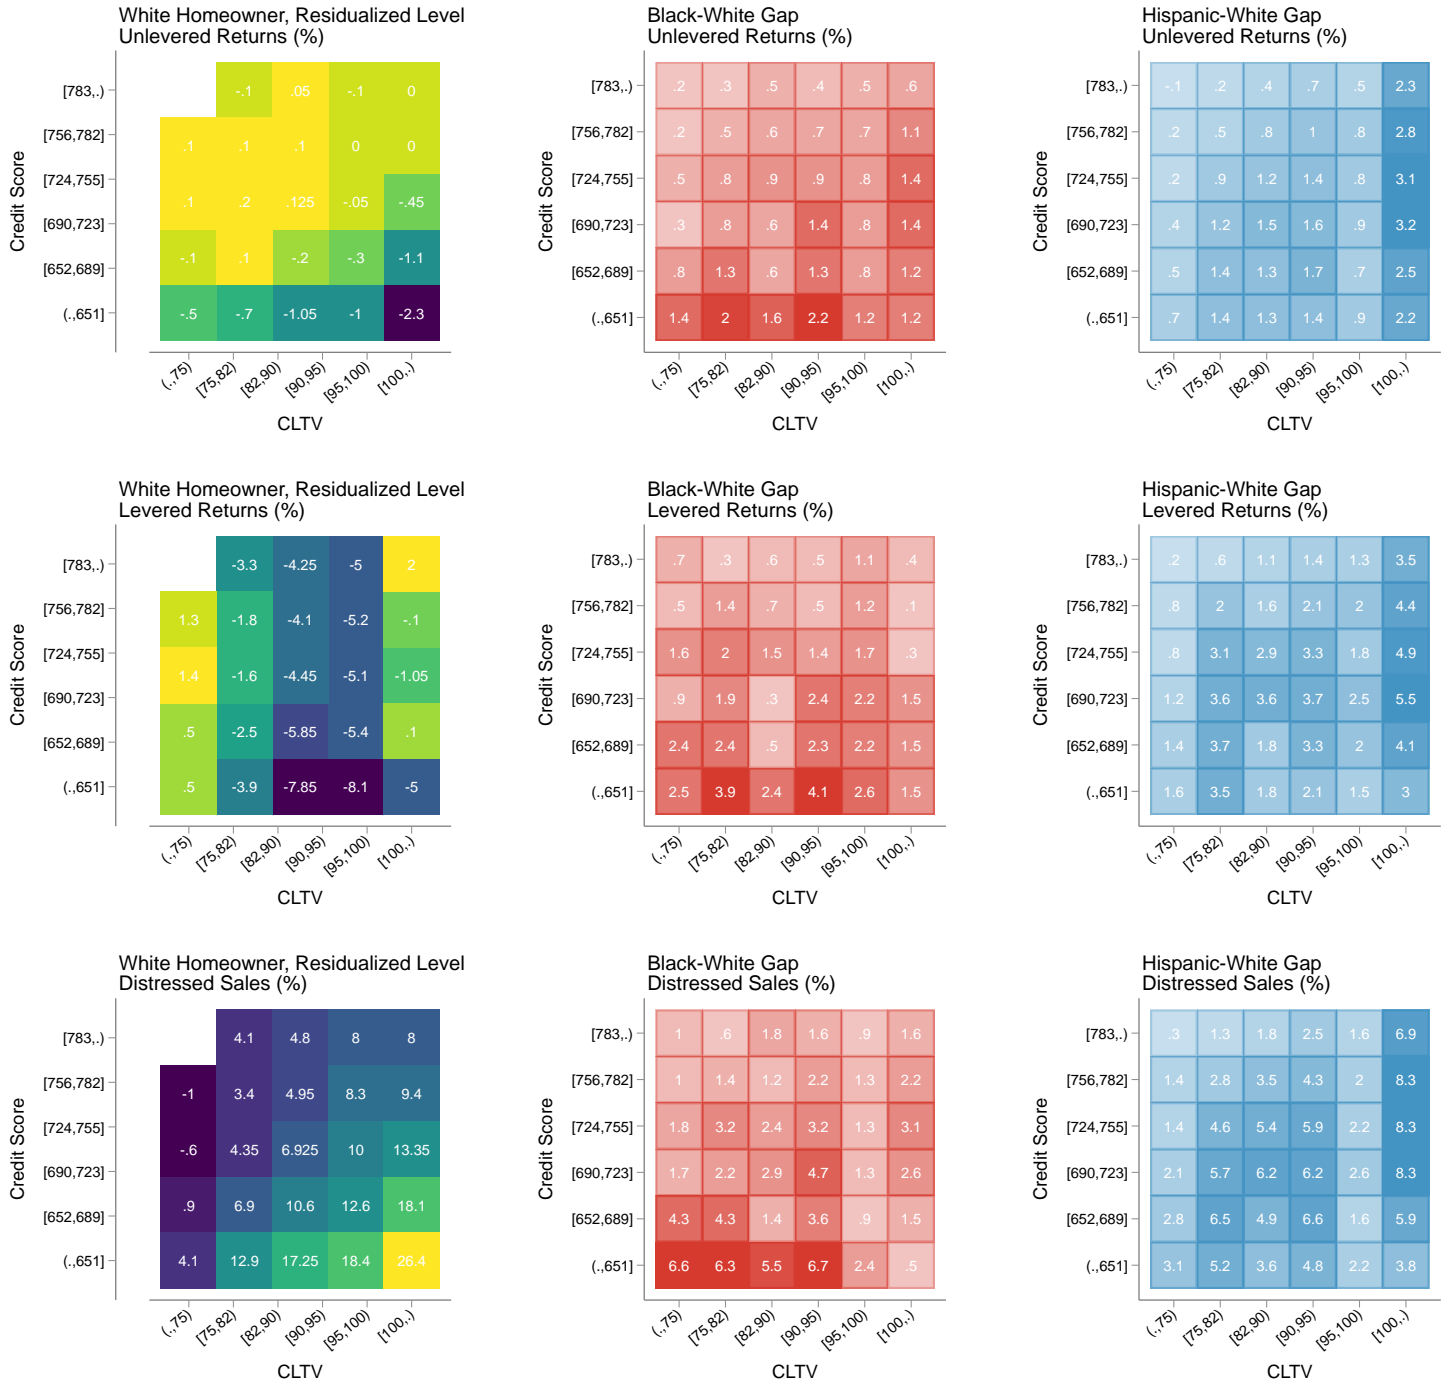 White Homeowner, Residualized Level
Unlevered Returns (%)
Credit Score
[783,.)
-.1 .05 -.1 0
[756,782]
.1 .1 .1 0 0
[724,755]
.1 .2 .125 -.05 -.45
[690,723]
-.1 .1 -.2 -.3 -1.1
[652,689]
-.5 -.7 -1.05 -1 -2.3
(.,651]
(.,75) [75,82) [82,90) [90,95) [95,100) [100,.)
CLTV
Black-White Gap
Unlevered Returns (%)
Credit Score
[783,.) .2 .3 .5 .4 .5 .6
[756,782] .2 .5 .6 .7 .7 1.1
[724,755] .5 .8 .9 .9 .8 1.4
[690,723] .3 .8 .6 1.4 .8 1.4
[652,689] .8 1.3 .6 1.3 .8 1.2
(.,651] 1.4 2 1.6 2.2 1.2 1.2
(.,75) [75,82) [82,90) [90,95) [95,100) [100,.)
CLTV
Hispanic-White Gap
Unlevered Returns (%)
Credit Score
[783,.) -.1 .2 .4 .7 .5 2.3
[756,782] .2 .5 .8 1 .8 2.8
[724,755] .2 .9 1.2 1.4 .8 3.1
[690,723] .4 1.2 1.5 1.6 .9 3.2
[652,689] .5 1.4 1.3 1.7 .7 2.5
(.,651] .7 1.4 1.3 1.4 .9 2.2
(.,75) [75,82) [82,90) [90,95) [95,100) [100,.)
CLTV
White Homeowner, Residualized Level
Levered Returns (%)
Credit Score
[783,.)
-3.3 -4.25 -5 2
[756,782]
1.3 -1.8 -4.1 -5.2 -.1
[724,755]
1.4 -1.6 -4.45 -5.1 -1.05
[690,723]
.5 -2.5 -5.85 -5.4 .1
[652,689]
.5 -3.9 -7.85 -8.1 -5
(.,651]
(.,75) [75,82) [82,90) [90,95) [95,100) [100,.)
CLTV
Black-White Gap
Levered Returns (%)
Credit Score
[783,.) .7 .3 .6 .5 1.1 .4
[756,782] .5 1.4 .7 .5 1.2 .1
[724,755] 1.6 2 1.5 1.4 1.7 .3
[690,723] .9 1.9 .3 2.4 2.2 1.5
[652,689] 2.4 2.4 .5 2.3 2.2 1.5
(.,651] 2.5 3.9 2.4 4.1 2.6 1.5
(.,75) [75,82) [82,90) [90,95) [95,100) [100,.)
CLTV
Hispanic-White Gap
Levered Returns (%)
Credit Score
[783,.) .2 .6 1.1 1.4 1.3 3.5
[756,782] .8 2 1.6 2.1 2 4.4
[724,755] .8 3.1 2.9 3.3 1.8 4.9
[690,723] 1.2 3.6 3.6 3.7 2.5 5.5
[652,689] 1.4 3.7 1.8 3.3 2 4.1
(.,651] 1.6 3.5 1.8 2.1 1.5 3
(.,75) [75,82) [82,90) [90,95) [95,100) [100,.)
CLTV
White Homeowner, Residualized Level
Distressed Sales (%)
Credit Score
[783,.)
4.1 4.8 8 8
[756,782]
-1 3.4 4.95 8.3 9.4
[724,755]
-.6 4.35 6.925 10 13.35
[690,723]
.9 6.9 10.6 12.6 18.1
[652,689]
4.1 12.9 17.25 18.4 26.4
(.,651]
(.,75) [75,82) [82,90) [90,95) [95,100) [100,.)
CLTV
Black-White Gap
Distressed Sales (%)
Credit Score
[783,.) 1 .6 1.8 1.6 .9 1.6
[756,782] 1 1.4 1.2 2.2 1.3 2.2
[724,755] 1.8 3.2 2.4 3.2 1.3 3.1
[690,723] 1.7 2.2 2.9 4.7 1.3 2.6
[652,689] 4.3 4.3 1.4 3.6 .9 1.5
(.,651] 6.6 6.3 5.5 6.7 2.4 .5
(.,75) [75,82) [82,90) [90,95) [95,100) [100,.)
CLTV
Hispanic-White Gap
Distressed Sales (%)
Credit Score
[783,.) .3 1.3 1.8 2.5 1.6 6.9
[756,782] 1.4 2.8 3.5 4.3 2 8.3
[724,755] 1.4 4.6 5.4 5.9 2.2 8.3
[690,723] 2.1 5.7 6.2 6.2 2.6 8.3
[652,689] 2.8 6.5 4.9 6.6 1.6 5.9
(.,651] 3.1 5.2 3.6 4.8 2.2 3.8
(.,75) [75,82) [82,90) [90,95) [95,100) [100,.)
CLTV